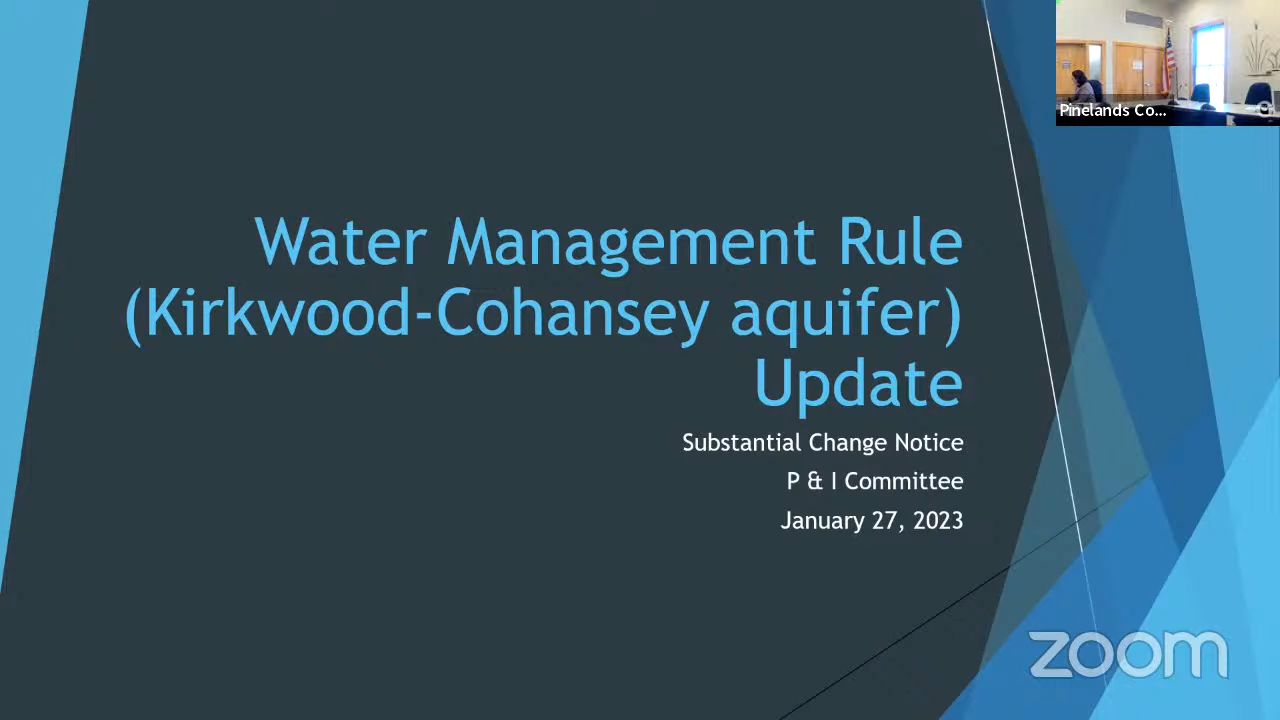 Pinelands Co...
Water Management Rule
(Kirkwood-Cohansey aquifer)
Update
Substantial Change Notice
P & I Committee
January 27, 2023
zoom